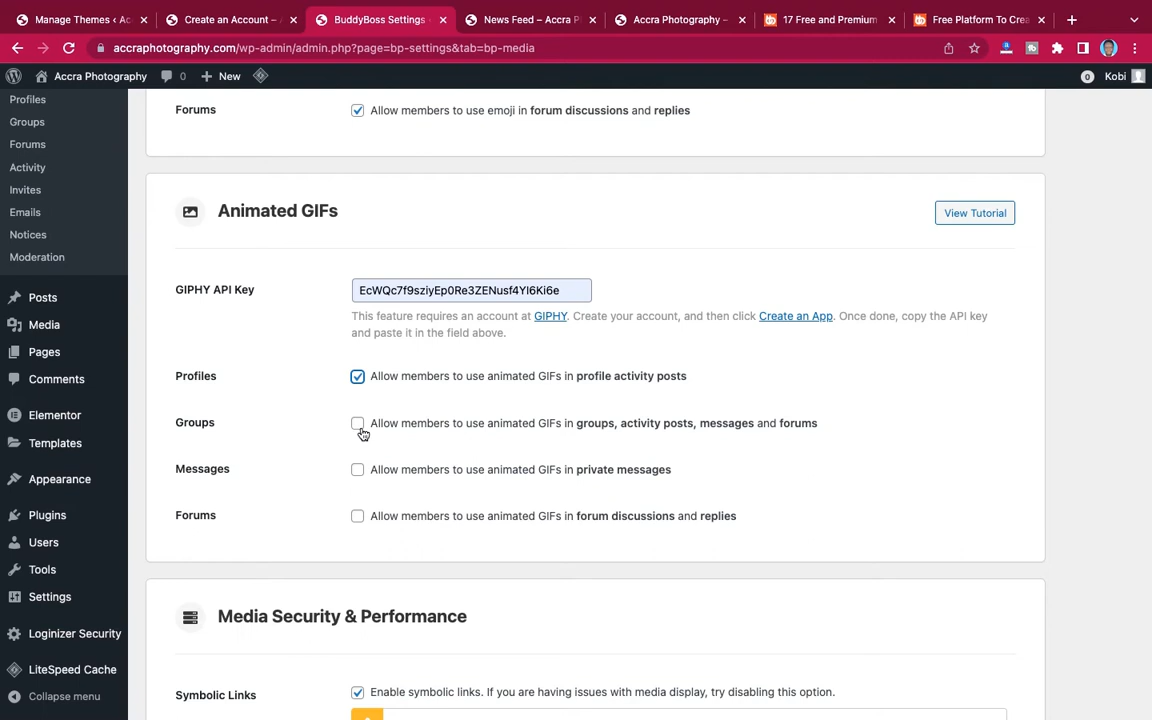 Manage Themes ‹ Ac
Create an Account – A
BuddyBoss Settings ‹
News Feed – Accra P
Accra Photography –
17 Free and Premium
Free Platform To Crea
accraphotography.com/wp-admin/admin.php?page=bp-settings&tab=bp-media
Accra Photography
0
New
0
Kobi
Profiles
Groups
Forums
Activity
Invites
Emails
Notices
Moderation
Posts
Media
Pages
Comments
Elementor
Templates
Appearance
Plugins
Users
Tools
Settings
Loginizer Security
LiteSpeed Cache
Collapse menu
Forums
Allow members to use emoji in forum discussions and replies
Animated GIFs
View Tutorial
GIPHY API Key
EcWQc7f9sziyEp0Re3ZENusf4Yl6Ki6e
This feature requires an account at GIPHY. Create your account, and then click Create an App. Once done, copy the API key
and paste it in the field above.
Profiles
Allow members to use animated GIFs in profile activity posts
Groups
Allow members to use animated GIFs in groups, activity posts, messages and forums
Messages
Allow members to use animated GIFs in private messages
Forums
Allow members to use animated GIFs in forum discussions and replies
Media Security & Performance
Symbolic Links
Enable symbolic links. If you are having issues with media display, try disabling this option.